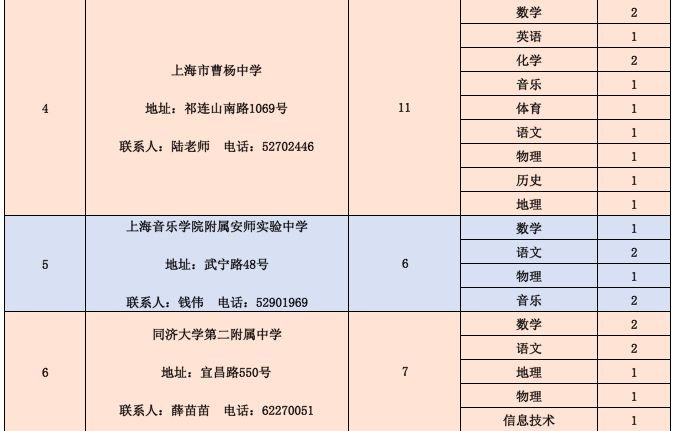 4
上海市曹杨中学
地址：祁连山南路1069号
联系人：陆老师 电话：52702446
11
数学 2
英语 1
化学 2
音乐 1
体育 1
语文 1
物理 1
历史 1
地理 1
5
上海音乐学院附属安师实验中学
地址：武宁路48号
联系人：钱伟 电话：52901969
6
数学 1
语文 2
物理 1
音乐 2
6
同济大学第二附属中学
地址：宜昌路550号
联系人：薛苗苗 电话：62270051
7
数学 2
语文 2
地理 1
物理 1
信息技术 1